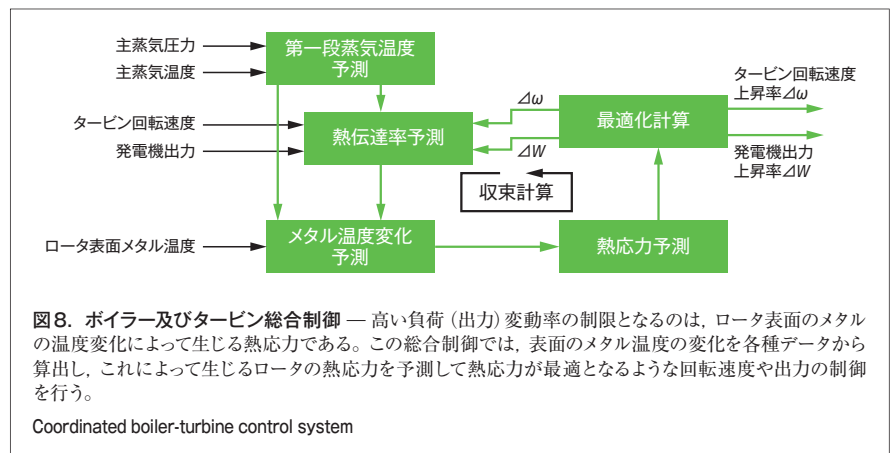 主蒸気圧力
主蒸気温度
第一段蒸気温度
予測
タービン回転速度
発電機出力
熱伝達率予測
Δω
ΔW
最適化計算
タービン回転速度
上昇率Δω
発電機出力
上昇率ΔW
収束計算
ロータ表面メタル温度
メタル温度変化
予測
熱応力予測
図8. ボイラー及びタービン総合制御 — 高い負荷（出力）変動率の制限となるのは，ロータ表面のメタル
の温度変化によって生じる熱応力である。この総合制御では，表面のメタル温度の変化を各種データから
算出し，これによって生じるロータの熱応力を予測して熱応力が最適となるような回転速度や出力の制御
を行う。
Coordinated boiler-turbine control system